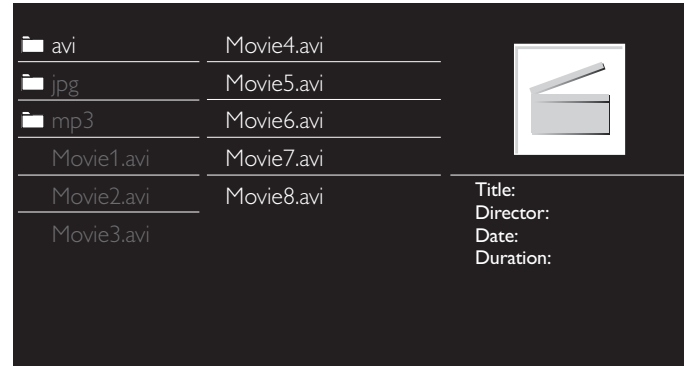 avi
jpg
mp3
Movie1.avi
Movie2.avi
Movie3.avi
Movie4.avi
Movie5.avi
Movie6.avi
Movie7.avi
Movie8.avi
Title:
Director:
Date:
Duration: